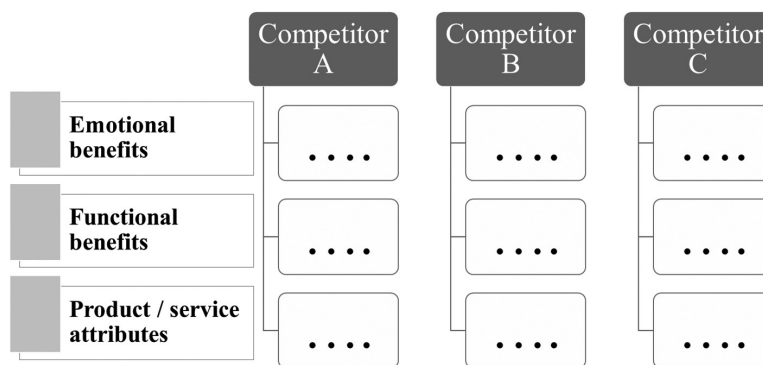 Competitor
A
Competitor
B
Competitor
C
Emotional
benefits
. . . .
. . . .
. . . .
Functional
benefits
. . . .
. . . .
. . . .
Product / service
attributes
. . . .
. . . .
. . . .